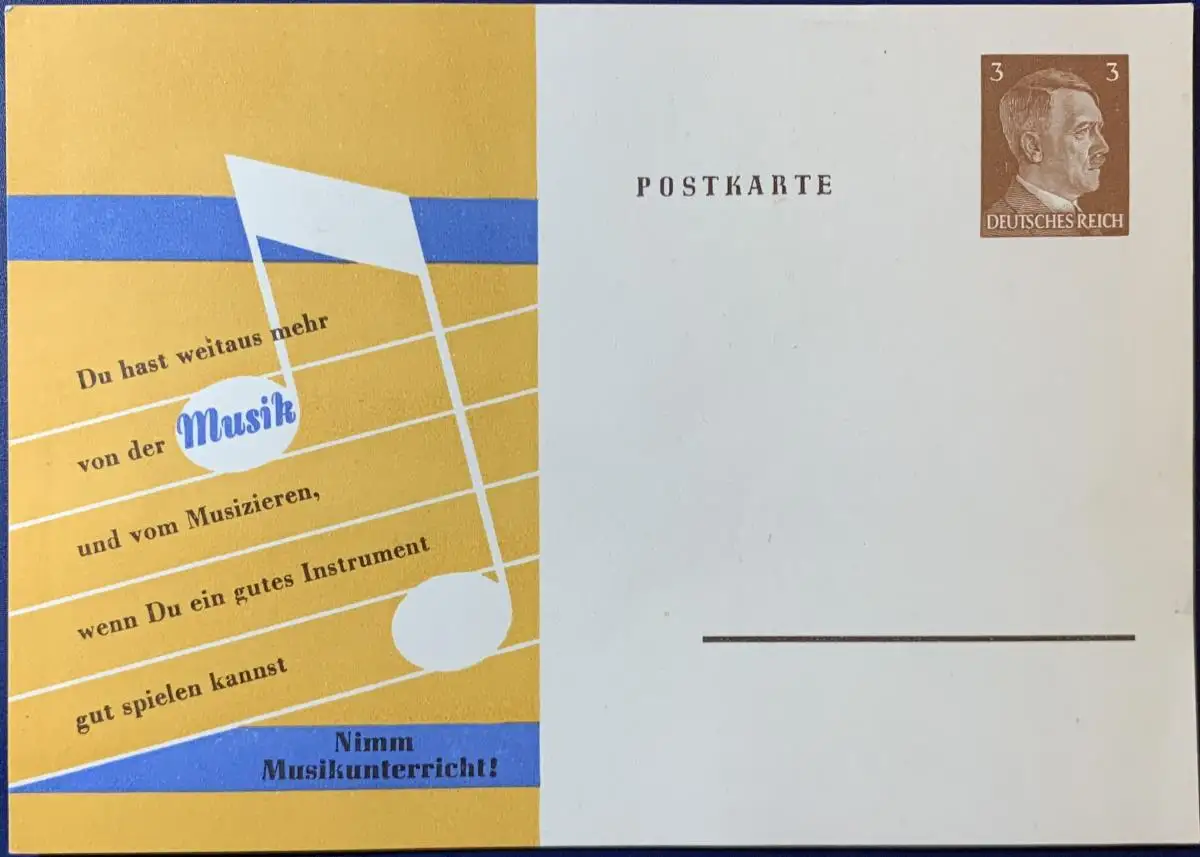 Du hast weitaus mehr
von der Musik
und vom Musizieren,
wenn Du ein gutes Instrument
gut spielen kannst
Nimm
Musikunterricht!
POSTKARTE
3 3
DEUTSCHES REICH